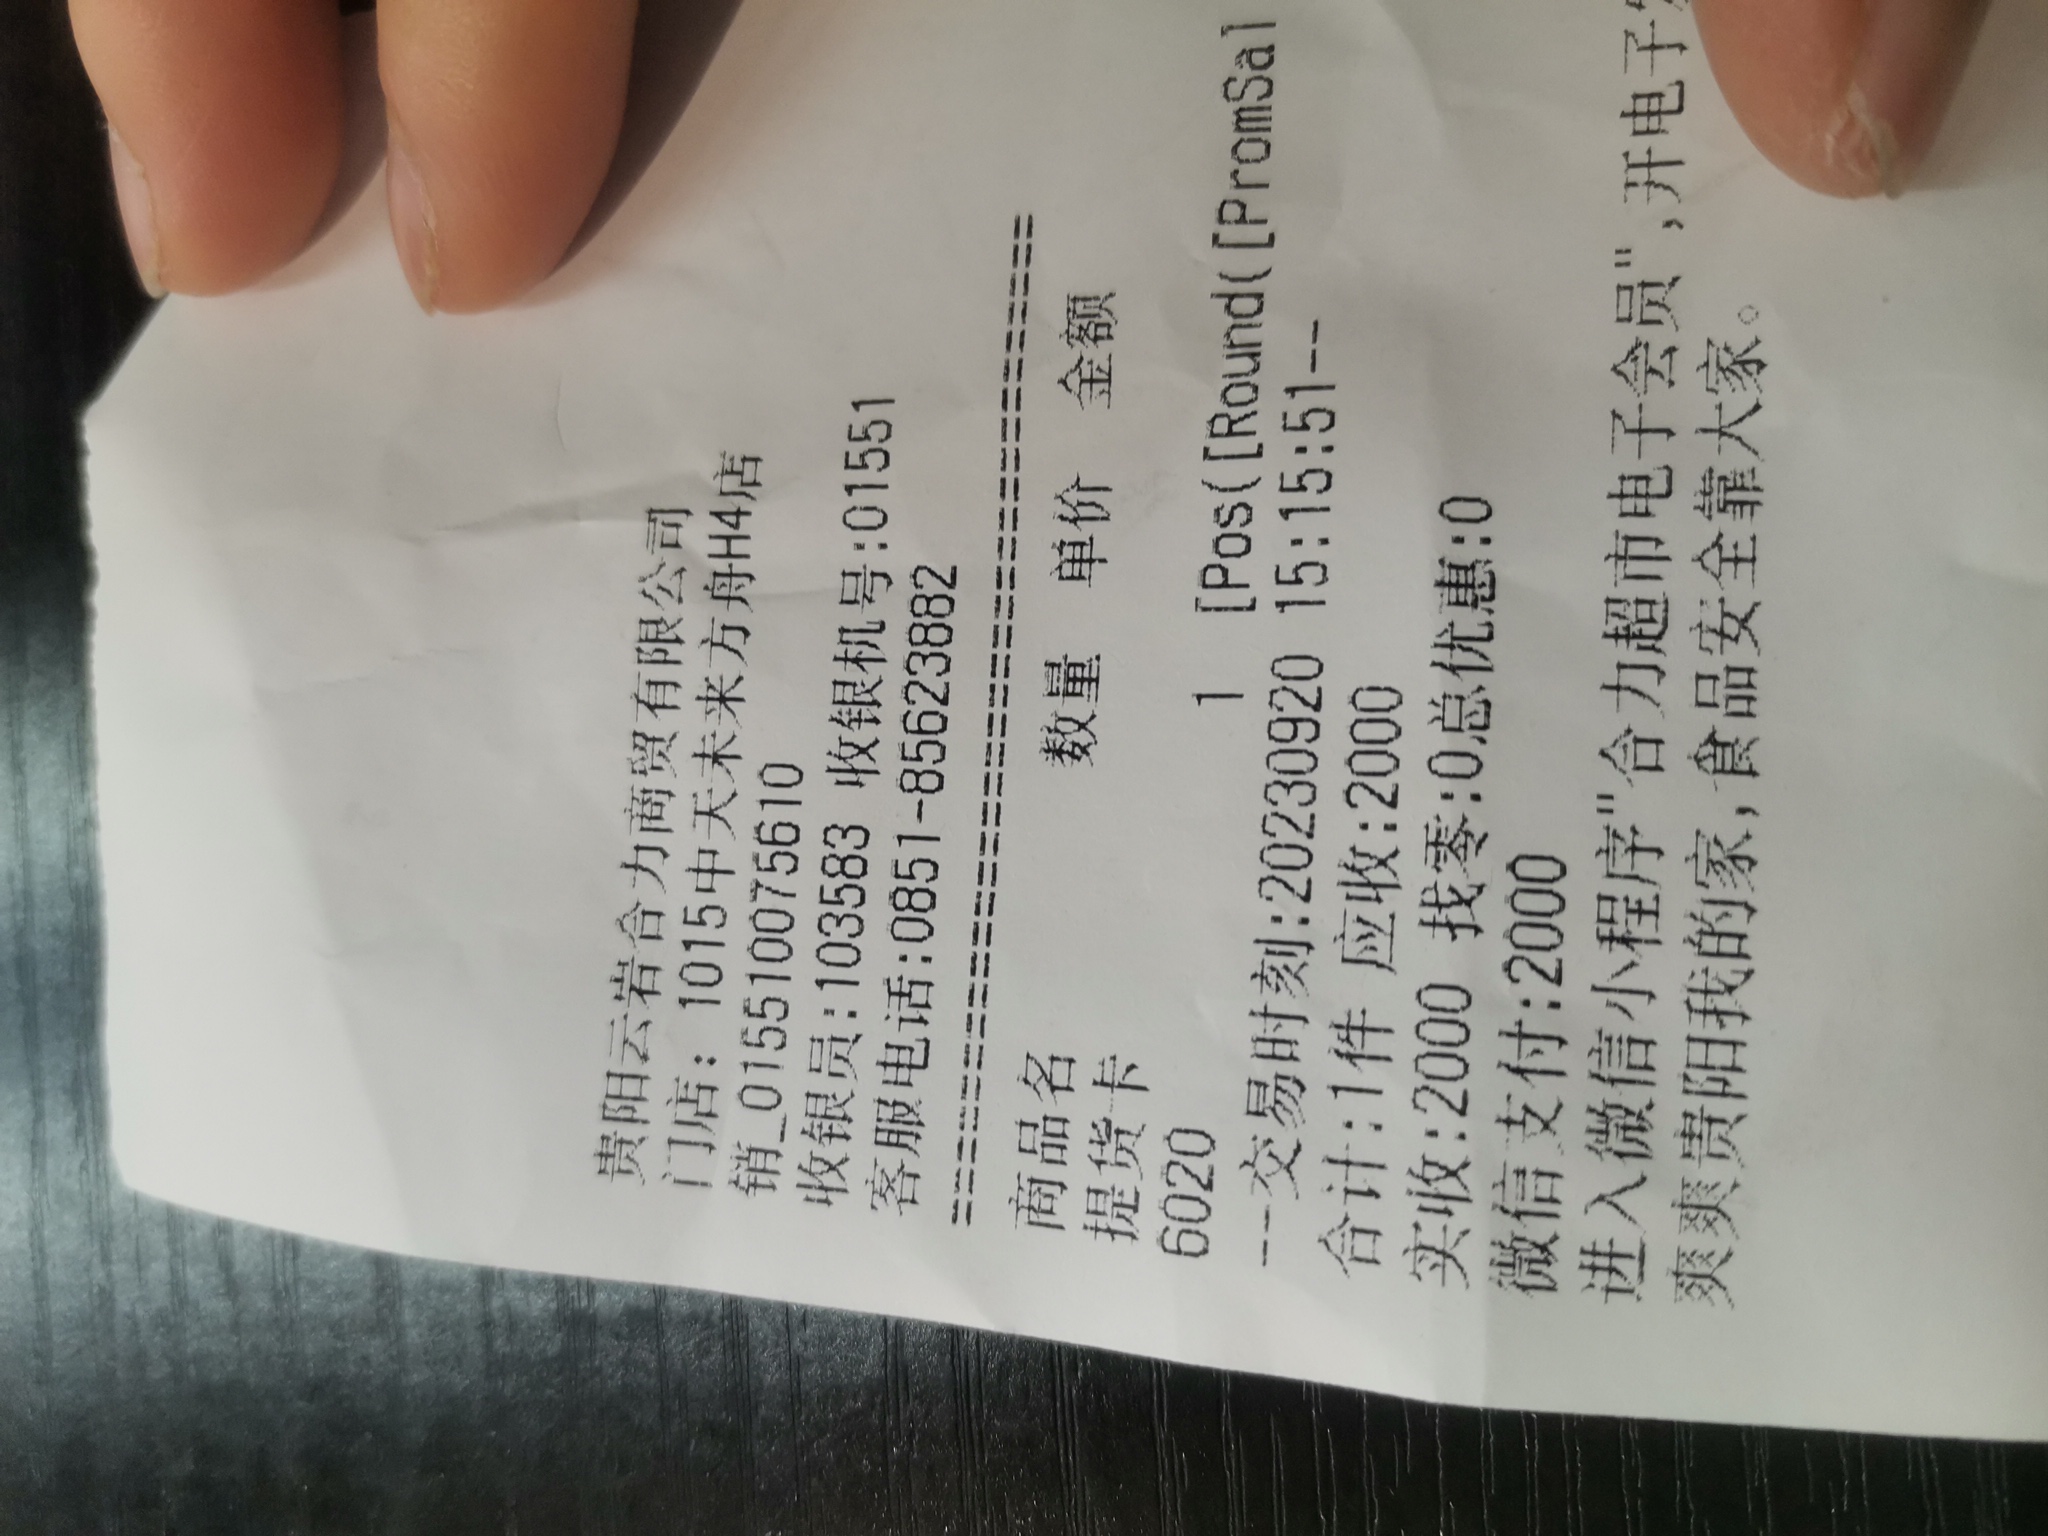 贵阳云岩合力商贸有限公司
门店: 1015中天未来方舟H4店
销_015510075610
收银员:103583 收银机号:01551
客服电话:0851-85623882
==================================
商品名 数量 单价 金额
提货卡
6020 1 [Pos([Round([PromSal
---交易时刻:20230920 15:15:51--
合计:1件 应收:2000
实收:2000 找零:0总优惠:0
微信支付:2000
进入微信小程序"合力超市电子会员",开电子
爽爽贵阳我的家,食品安全靠大家。